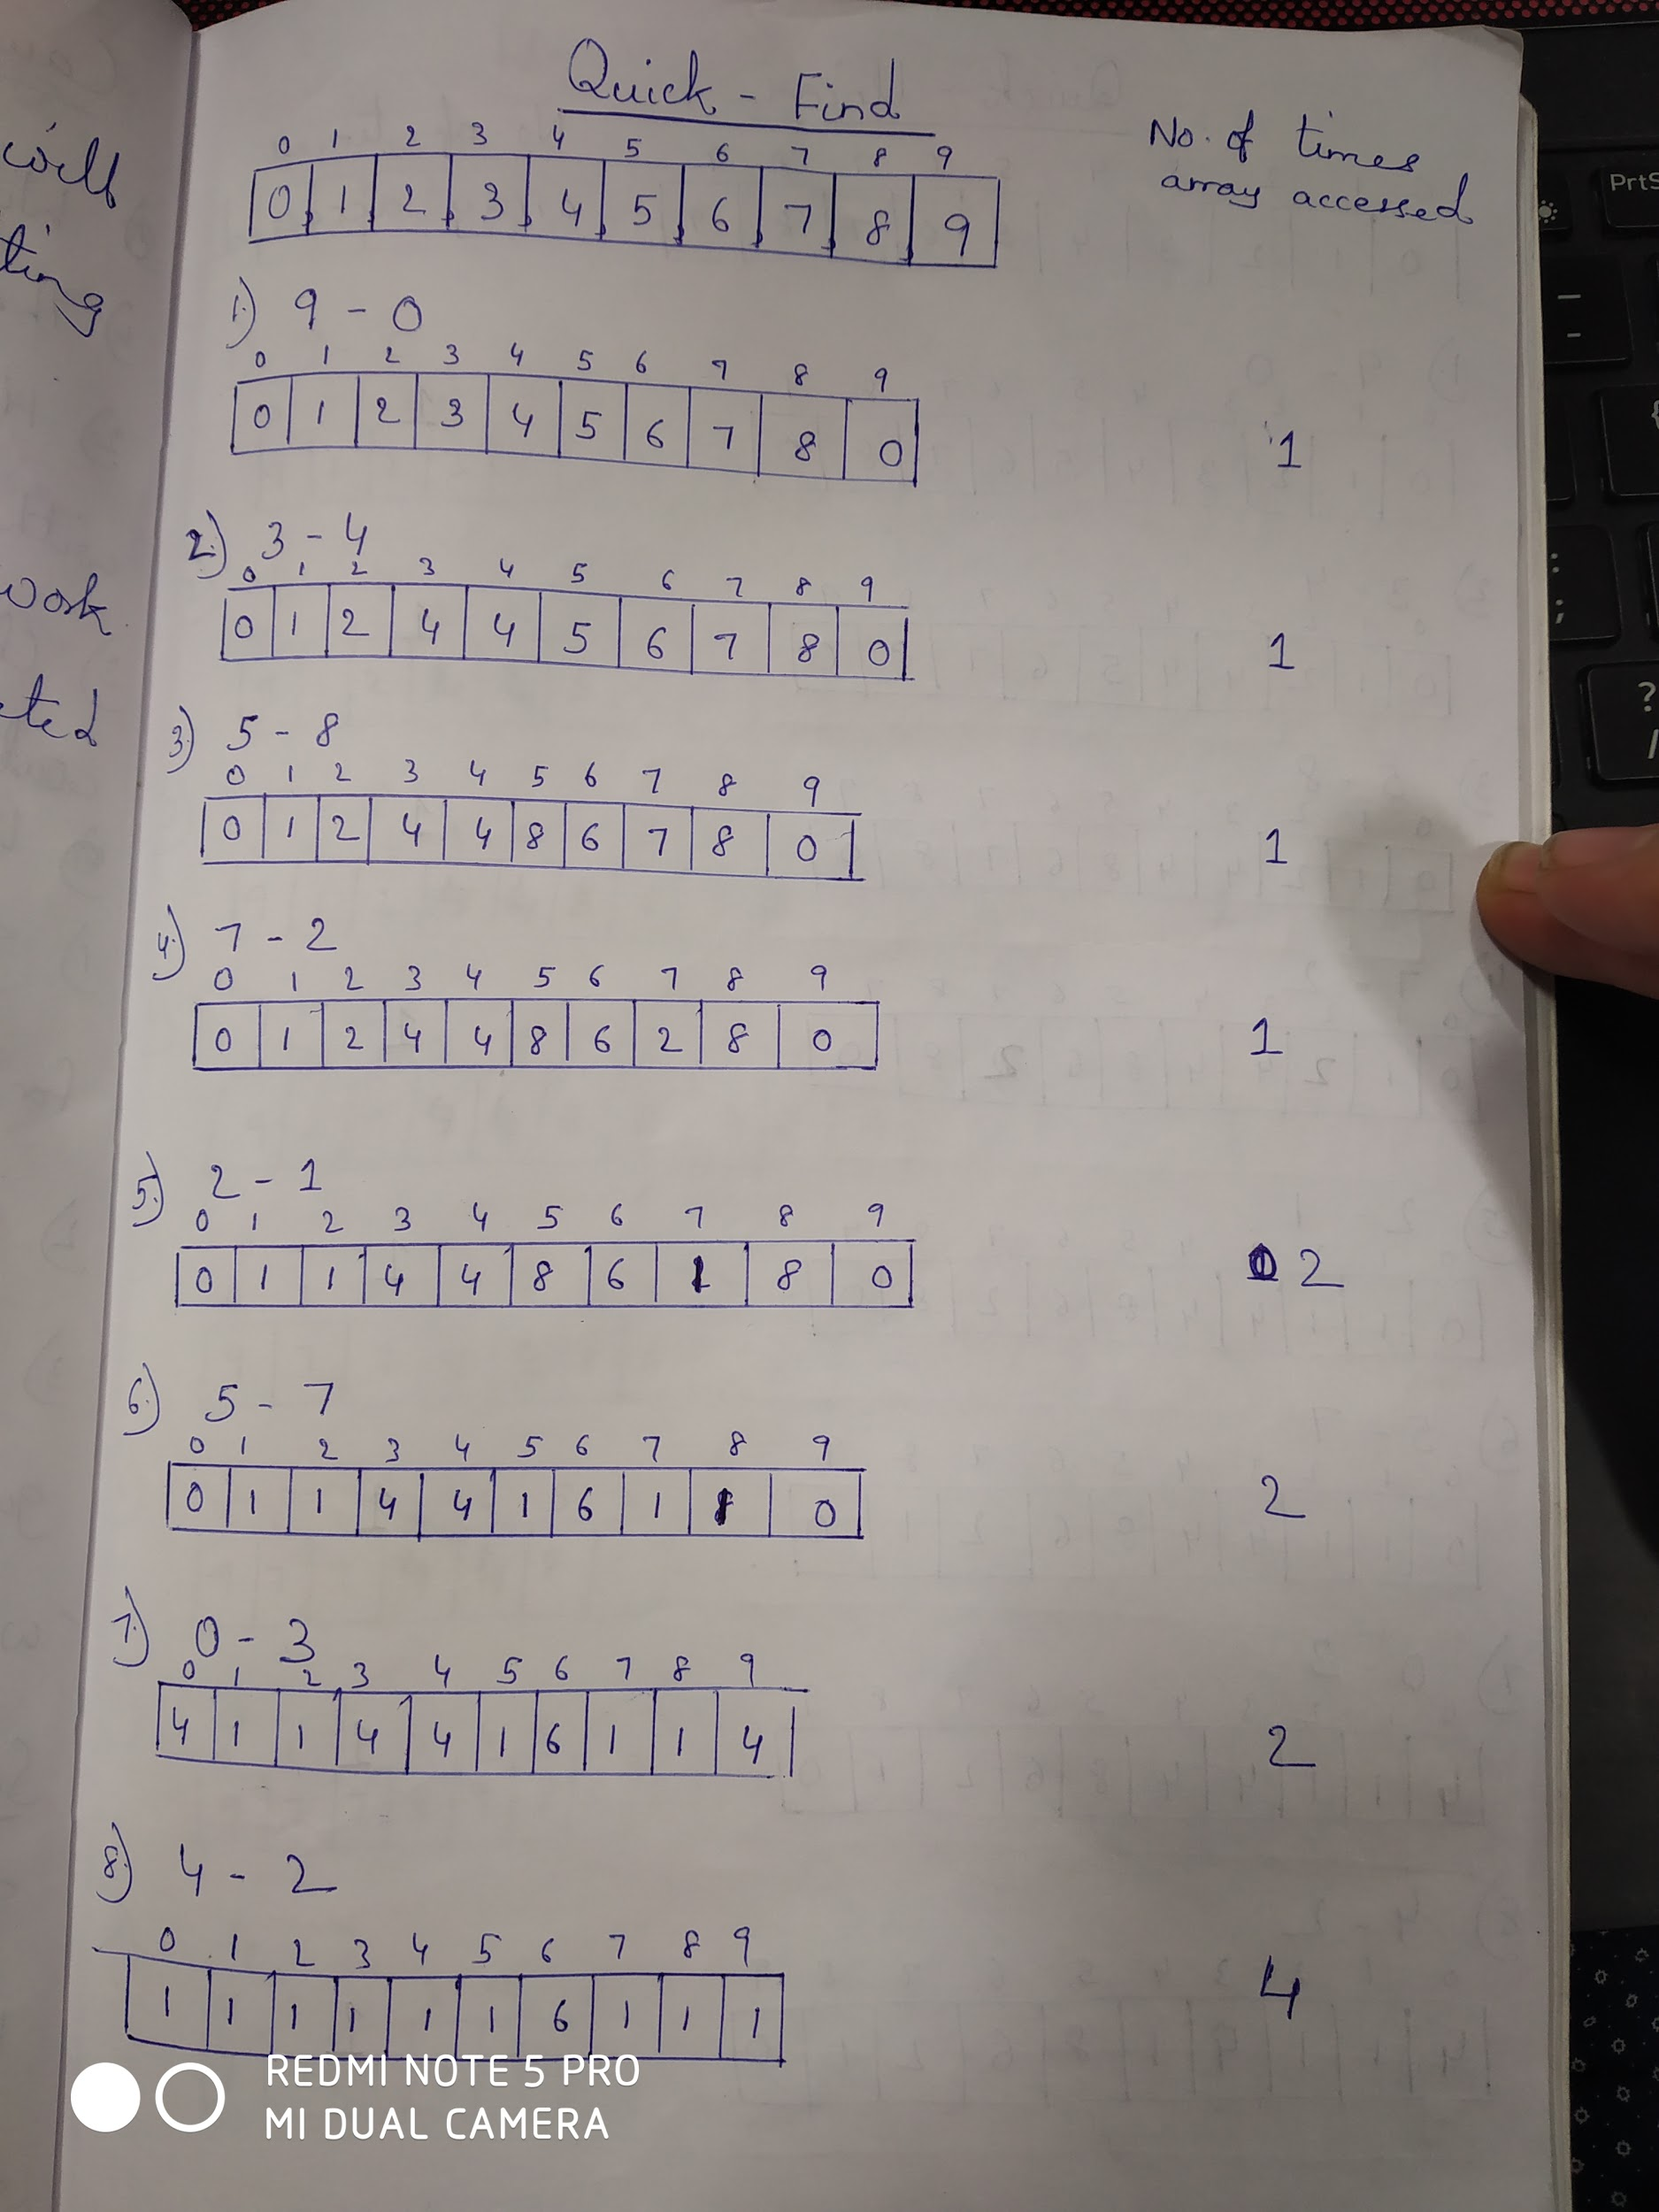 Quick - Find
No. of times
array accessed
0 1 2 3 4 5 6 7 8 9
0 1 2 3 4 5 6 7 8 9
1) 9 - 0
0 1 2 3 4 5 6 7 8 9
0 1 2 3 4 5 6 7 8 0
1
2) 3 - 4
0 1 2 3 4 5 6 7 8 9
0 1 2 4 4 5 6 7 8 0
1
3) 5 - 8
0 1 2 3 4 5 6 7 8 9
0 1 2 4 4 8 6 7 8 0
1
4) 7 - 2
0 1 2 3 4 5 6 7 8 9
0 1 2 4 4 8 6 2 8 0
1
5) 2 - 1
0 1 2 3 4 5 6 7 8 9
0 1 1 4 4 8 6 1 8 0
2
6) 5 - 7
0 1 2 3 4 5 6 7 8 9
0 1 1 4 4 1 6 1 1 0
2
7) 0 - 3
0 1 2 3 4 5 6 7 8 9
4 1 1 4 4 1 6 1 1 4
2
8) 4 - 2
0 1 2 3 4 5 6 7 8 9
1 1 1 1 1 1 6 1 1 1
4
will
ting
work
cted
PrtS
?
/
REDMI NOTE 5 PRO
MI DUAL CAMERA